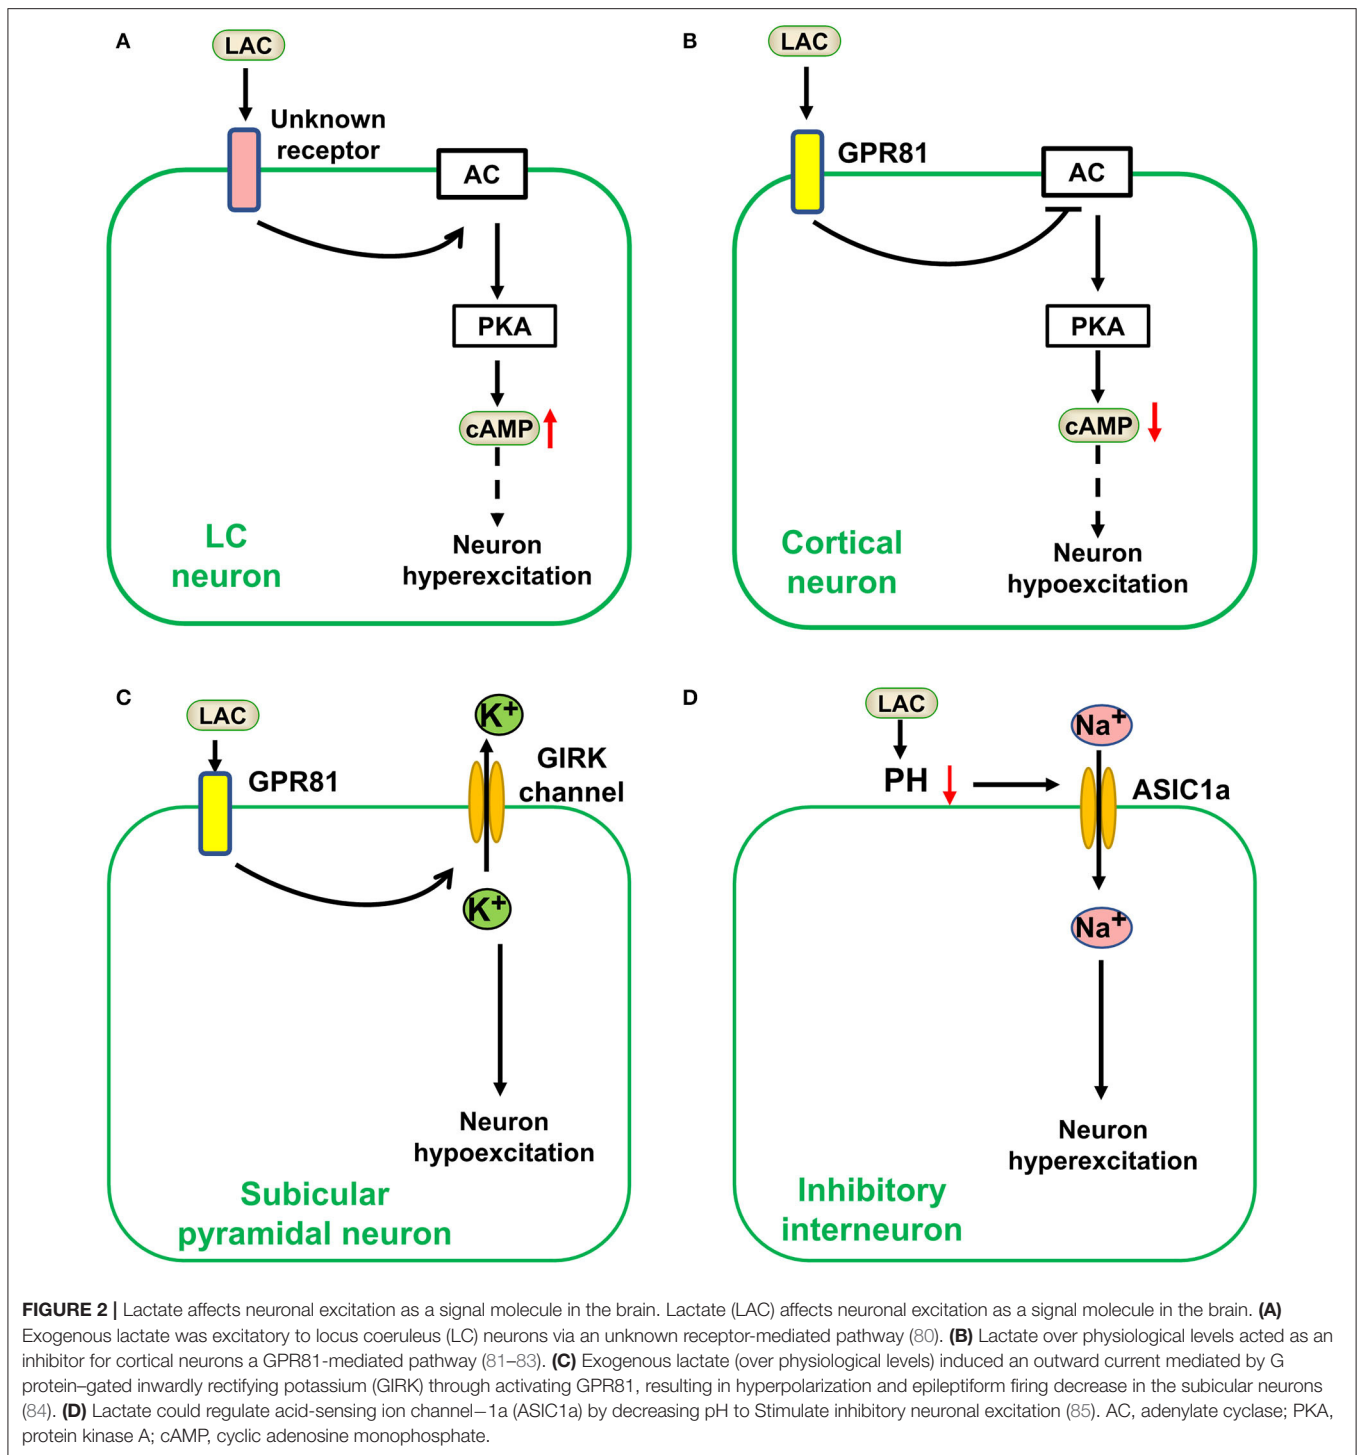 A
LAC
Unknown
receptor
AC
PKA
cAMP
LC
neuron
Neuron
hyperexcitation
B
LAC
GPR81
AC
PKA
cAMP
Cortical
neuron
Neuron
hypoexcitation
C
LAC
GPR81
K+
GIRK
channel
K+
Neuron
hypoexcitation
Subicular
pyramidal neuron
D
LAC
PH
Na+
ASIC1a
Na+
Neuron
hyperexcitation
Inhibitory
interneuron
FIGURE 2 | Lactate affects neuronal excitation as a signal molecule in the brain. Lactate (LAC) affects neuronal excitation as a signal molecule in the brain. (A)
Exogenous lactate was excitatory to locus coeruleus (LC) neurons via an unknown receptor-mediated pathway (80). (B) Lactate over physiological levels acted as an
inhibitor for cortical neurons a GPR81-mediated pathway (81–83). (C) Exogenous lactate (over physiological levels) induced an outward current mediated by G
protein–gated inwardly rectifying potassium (GIRK) through activating GPR81, resulting in hyperpolarization and epileptiform firing decrease in the subicular neurons
(84). (D) Lactate could regulate acid-sensing ion channel−1a (ASIC1a) by decreasing pH to Stimulate inhibitory neuronal excitation (85). AC, adenylate cyclase; PKA,
protein kinase A; cAMP, cyclic adenosine monophosphate.